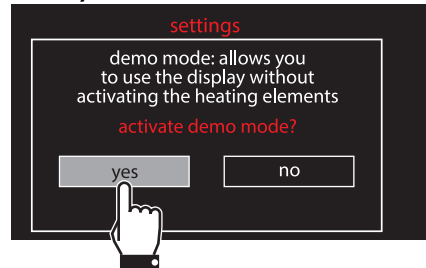 settings
demo mode: allows you
to use the display without
activating the heating elements
activate demo mode?
yes
no